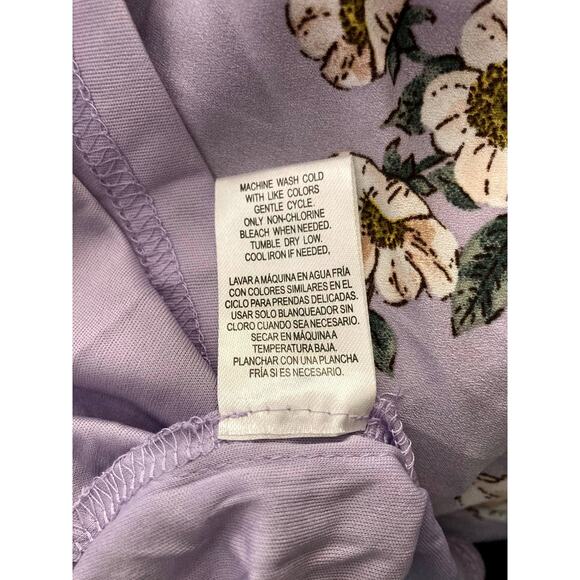 MACHINE WASH COLD
WITH LIKE COLORS
GENTLE CYCLE.
ONLY NON-CHLORINE
BLEACH WHEN NEEDED.
TUMBLE DRY LOW.
COOL IRON IF NEEDED,
LAVAR A MÁQUINA EN AGUA FRÍA
CON COLORES SIMILARES EN EL
CICLO PARA PRENDAS DELICADAS.
USAR SOLO BLANQUEADOR SIN
CLORO CUANDO SEA NECESARIO.
SECAR EN MÁQUINA A
TEMPERATURA BAJA.
PLANCHAR CON UNA PLANCHA
FRÍA SI ES NECESARIO.